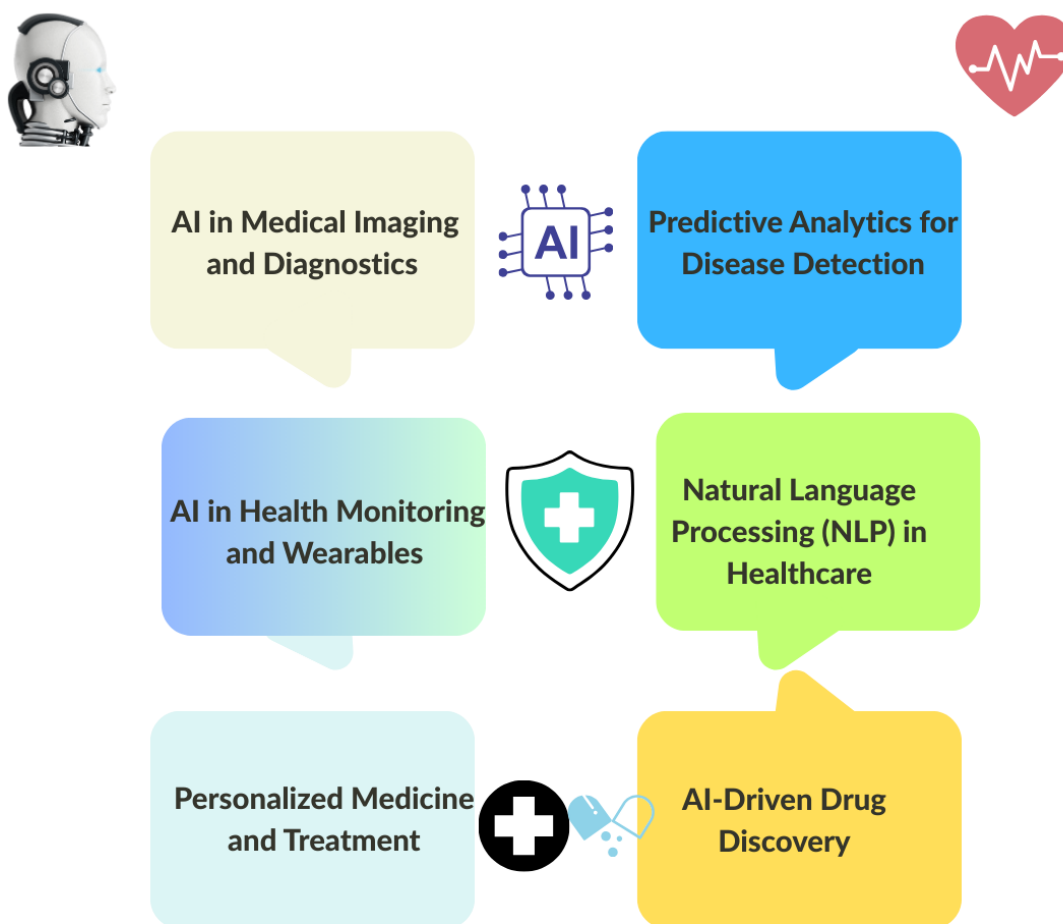 AI in Medical Imaging
and Diagnostics
AI
Predictive Analytics for
Disease Detection
AI in Health Monitoring
and Wearables
Natural Language
Processing (NLP) in
Healthcare
Personalized Medicine
and Treatment
AI-Driven Drug
Discovery